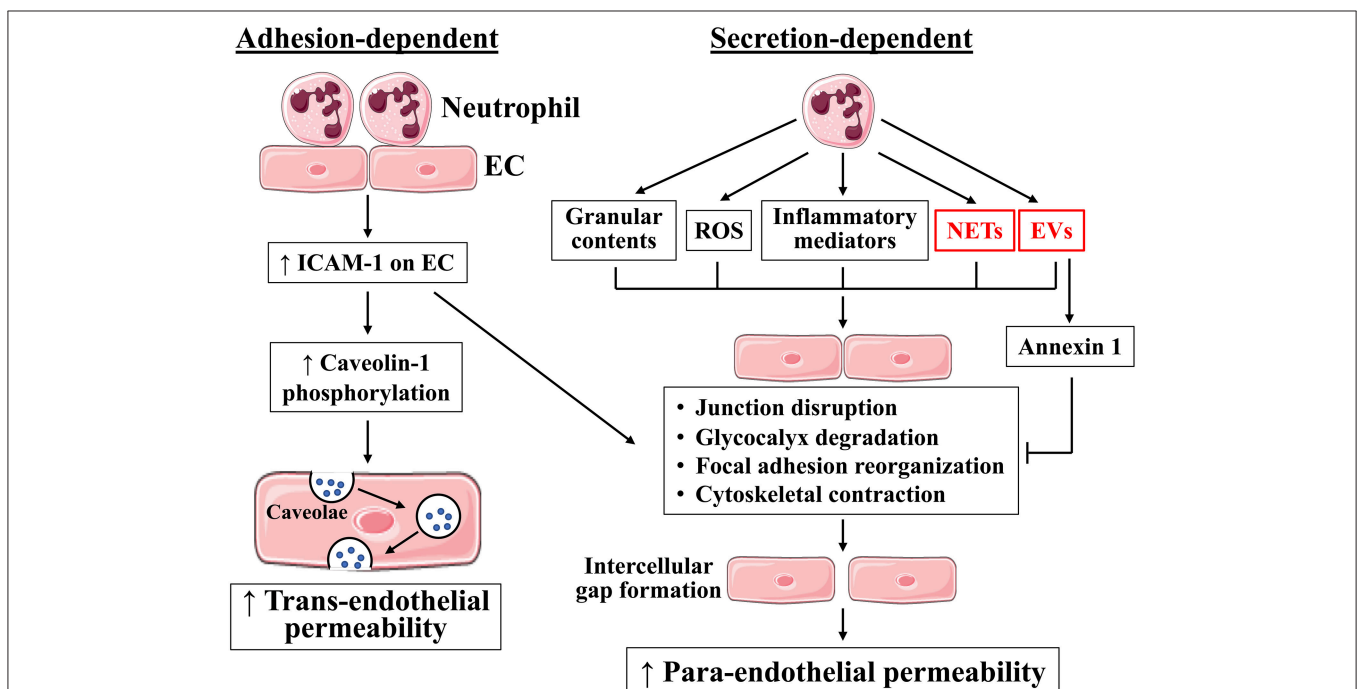 Adhesion-dependent
Neutrophil
EC
↑ ICAM-1 on EC
↑ Caveolin-1
phosphorylation
Caveolae
↑ Trans-endothelial
permeability
Secretion-dependent
Granular
contents
ROS
Inflammatory
mediators
NETs
EVs
Annexin 1
• Junction disruption
• Glycocalyx degradation
• Focal adhesion reorganization
• Cytoskeletal contraction
Intercellular
gap formation
↑ Para-endothelial permeability